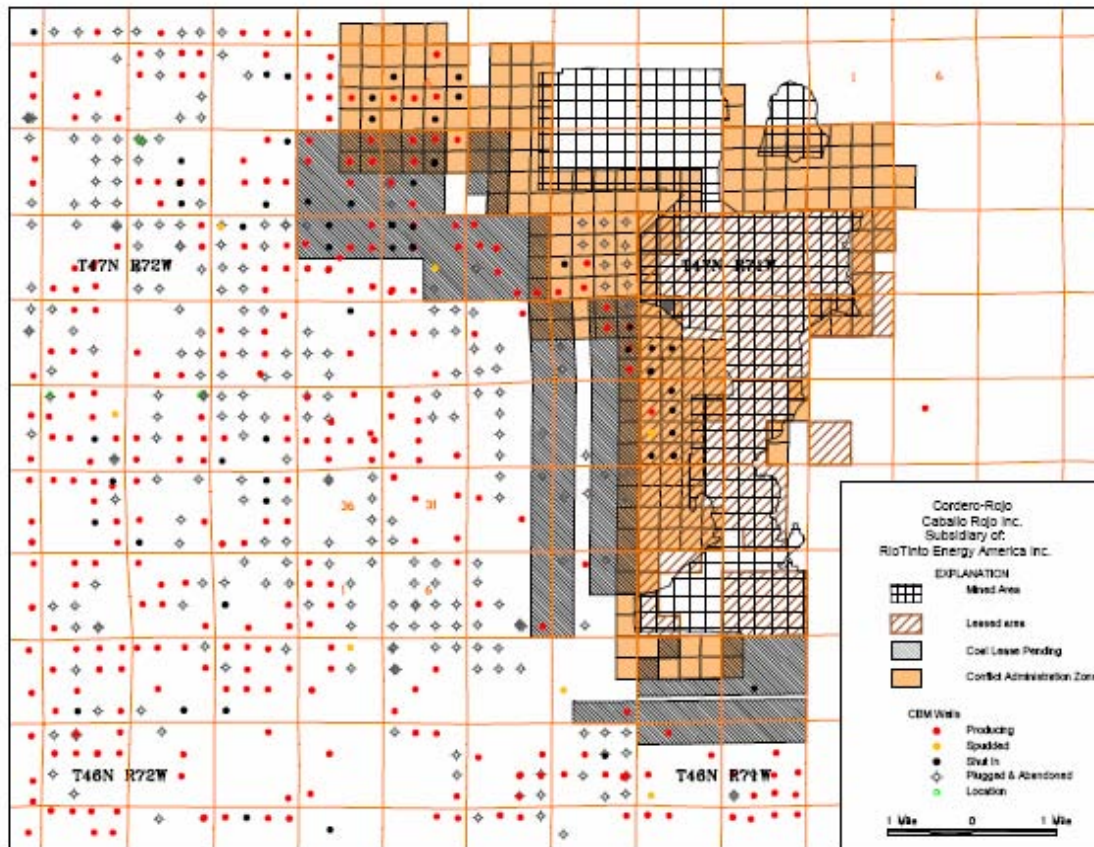 1 6
T47N R72W
T47N R71W
36 31
1 6
T46N R72W
T46N R71W
Cordero-Rojo
Caballo Rojo Inc.
Subsidiary of:
RioTinto Energy America Inc.
EXPLANATION
Mined Area
Leased area
Coal Lease Pending
Conflict Administration Zone
CBM Wells
Producing
Spudded
Shut In
Plugged & Abandoned
Location
1 Mile 0 1 Mile